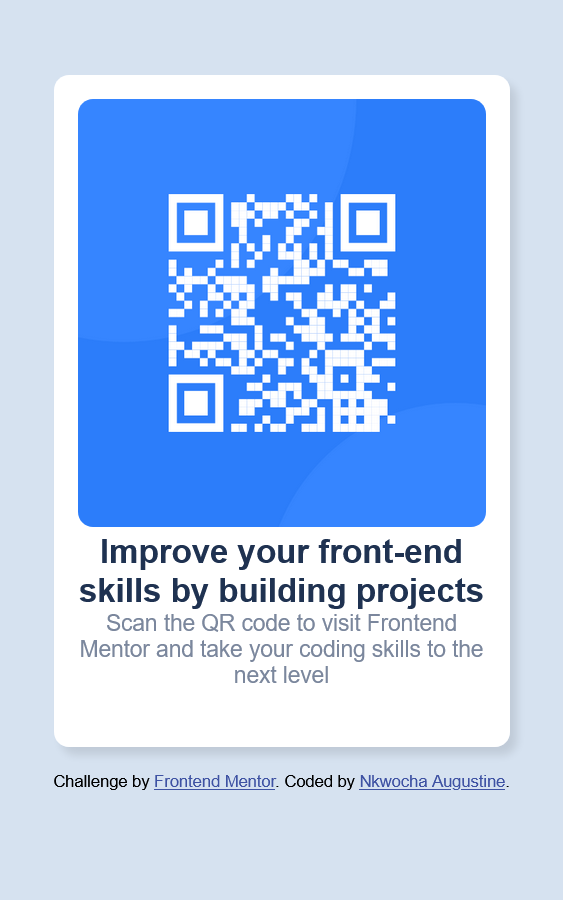 Improve your front-end
skills by building projects
Scan the QR code to visit Frontend
Mentor and take your coding skills to the
next level
Challenge by Frontend Mentor. Coded by Nkwocha Augustine.